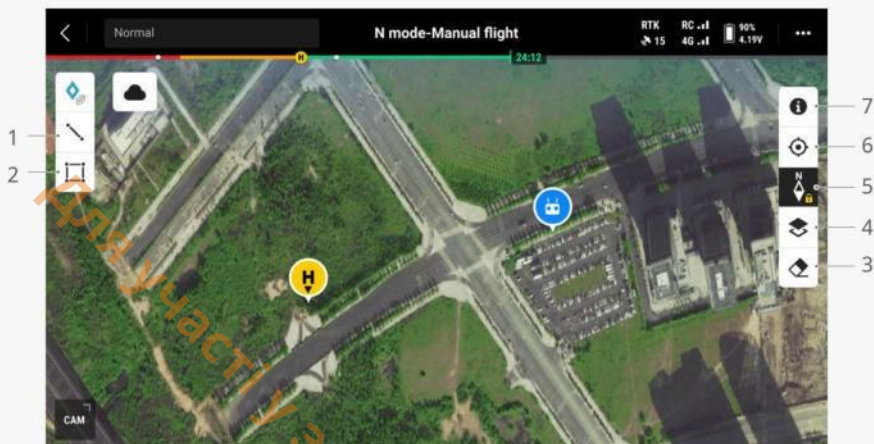 Normal
N mode-Manual flight
RTK
15
RC
4G
90%
4.19V
H
24:12
1
2
N
7
6
5
4
3
H
CAM
Для участі у з